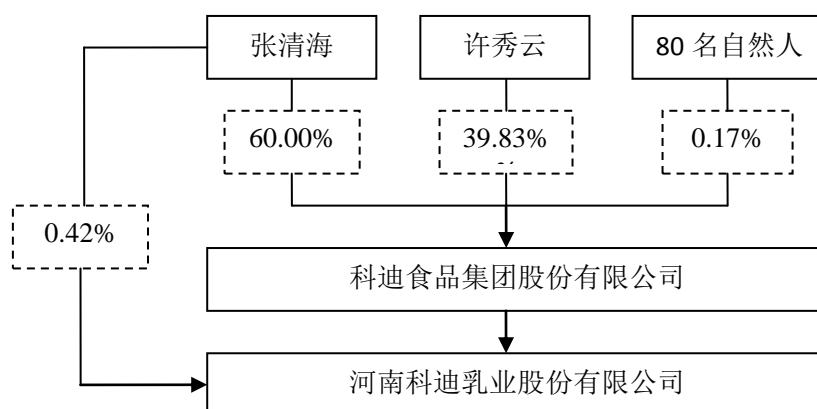 张清海
许秀云
80 名自然人
60.00%
39.83%
0.17%
0.42%
科迪食品集团股份有限公司
河南科迪乳业股份有限公司